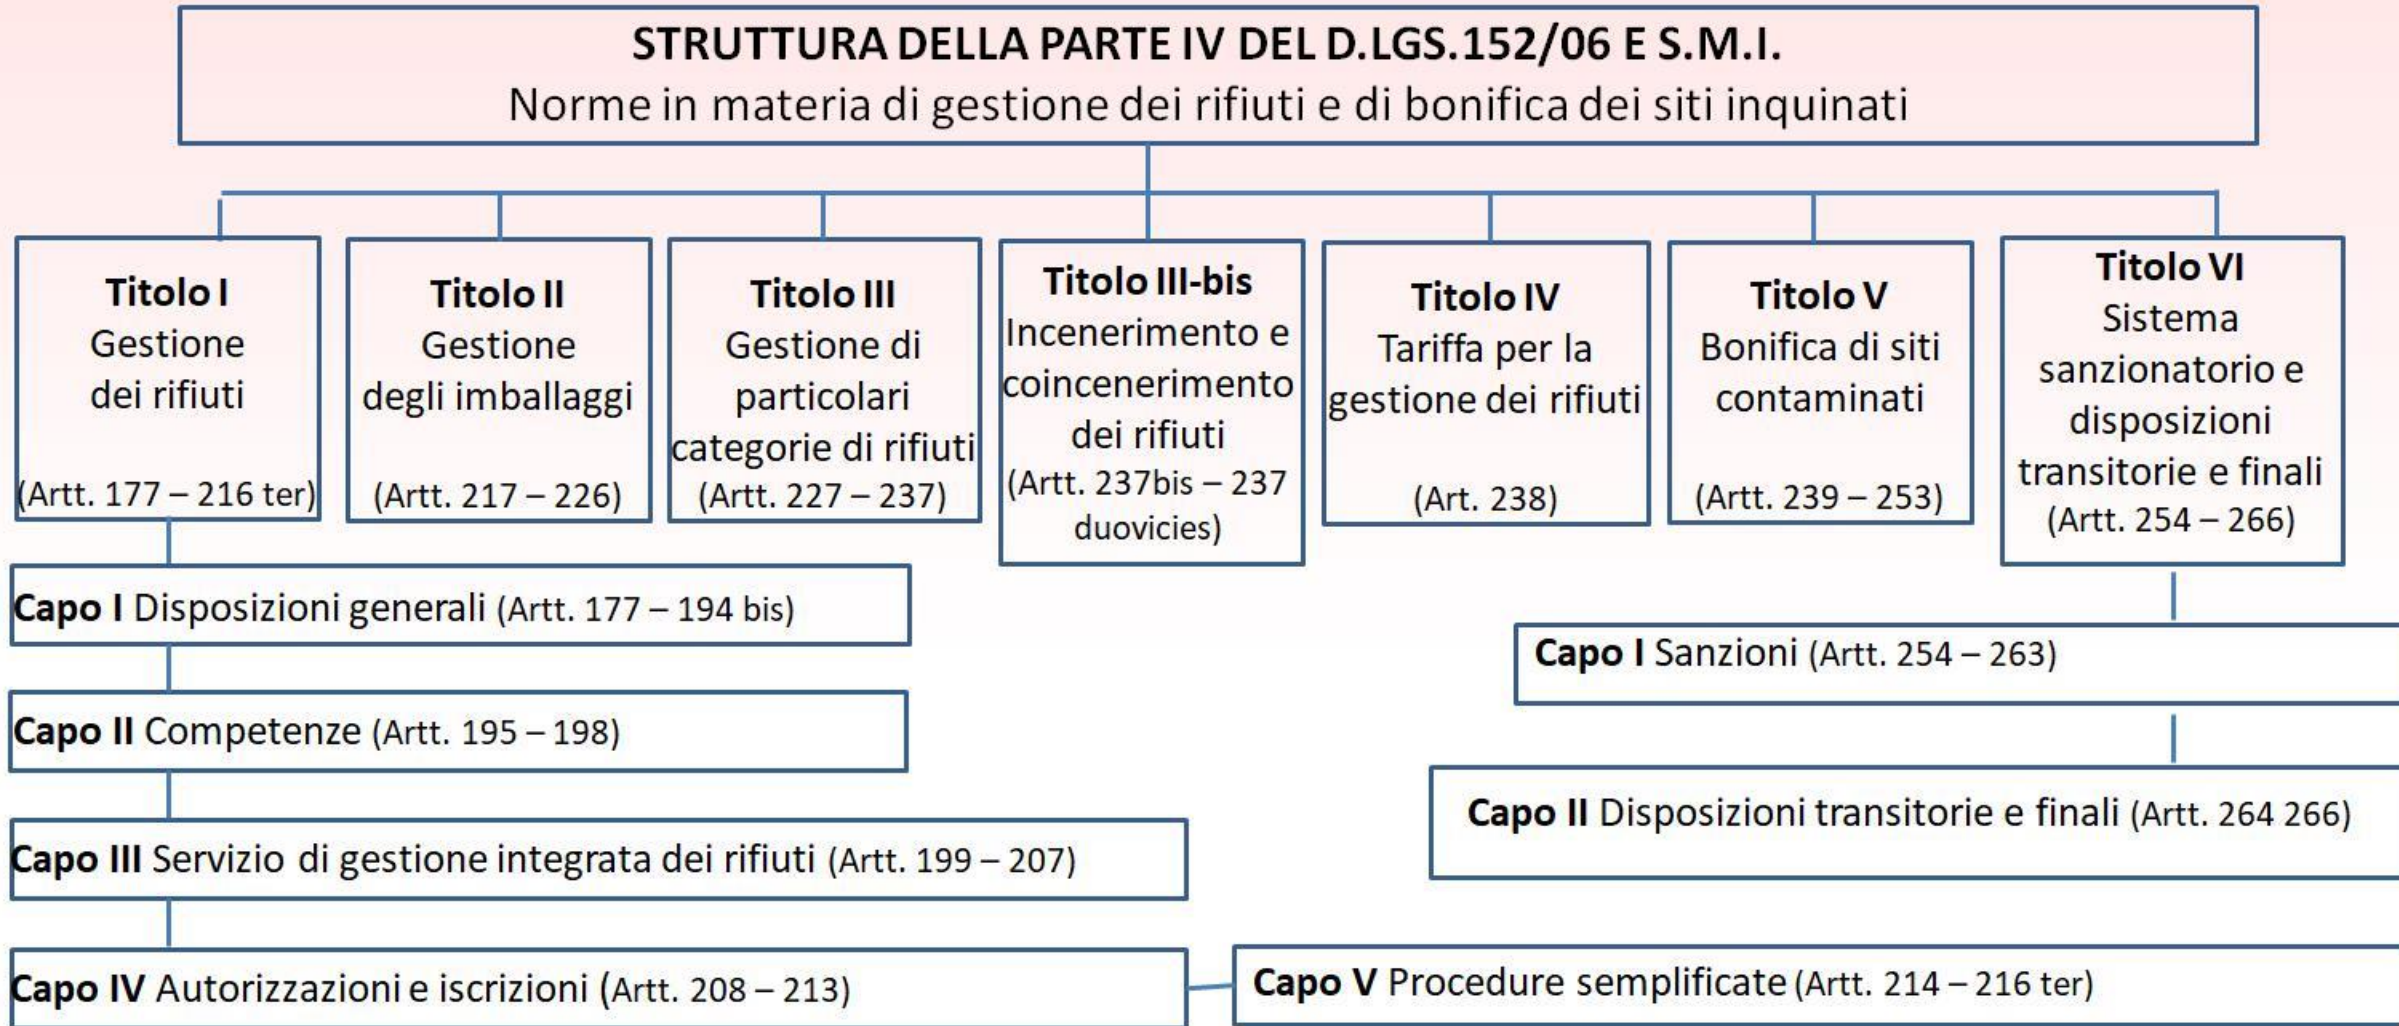 STRUTTURA DELLA PARTE IV DEL D.LGS.152/06 E S.M.I.
Norme in materia di gestione dei rifiuti e di bonifica dei siti inquinati
Titolo I
Gestione
dei rifiuti
(Artt. 177 – 216 ter)
Titolo II
Gestione
degli imballaggi
(Artt. 217 – 226)
Titolo III
Gestione di
particolari
categorie di rifiuti
(Artt. 227 – 237)
Titolo III-bis
Incenerimento e
coincenerimento
dei rifiuti
(Artt. 237bis – 237
duovicies)
Titolo IV
Tariffa per la
gestione dei rifiuti
(Art. 238)
Titolo V
Bonifica di siti
contaminati
(Artt. 239 – 253)
Titolo VI
Sistema
sanzionatorio e
disposizioni
transitorie e finali
(Artt. 254 – 266)
Capo I Disposizioni generali (Artt. 177 – 194 bis)
Capo II Competenze (Artt. 195 – 198)
Capo III Servizio di gestione integrata dei rifiuti (Artt. 199 – 207)
Capo IV Autorizzazioni e iscrizioni (Artt. 208 – 213)
Capo V Procedure semplificate (Artt. 214 – 216 ter)
Capo I Sanzioni (Artt. 254 – 263)
Capo II Disposizioni transitorie e finali (Artt. 264 266)